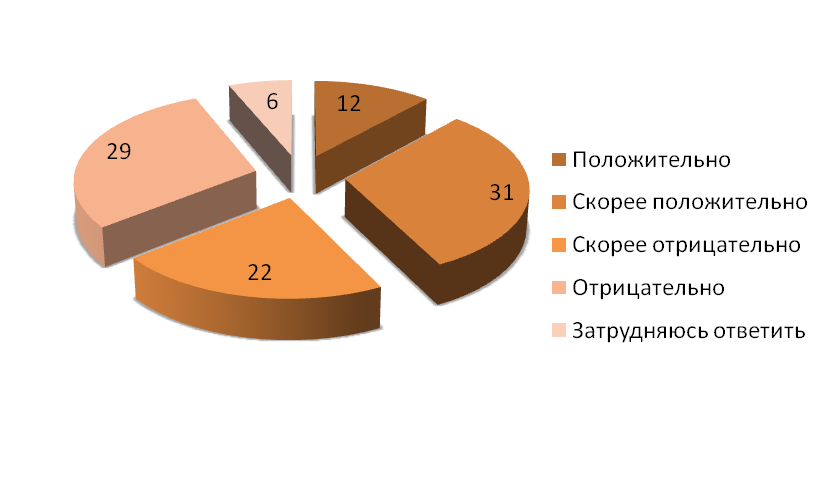 6
12
29
31
22
Положительно
Скорее положительно
Скорее отрицательно
Отрицательно
Затрудняюсь ответить